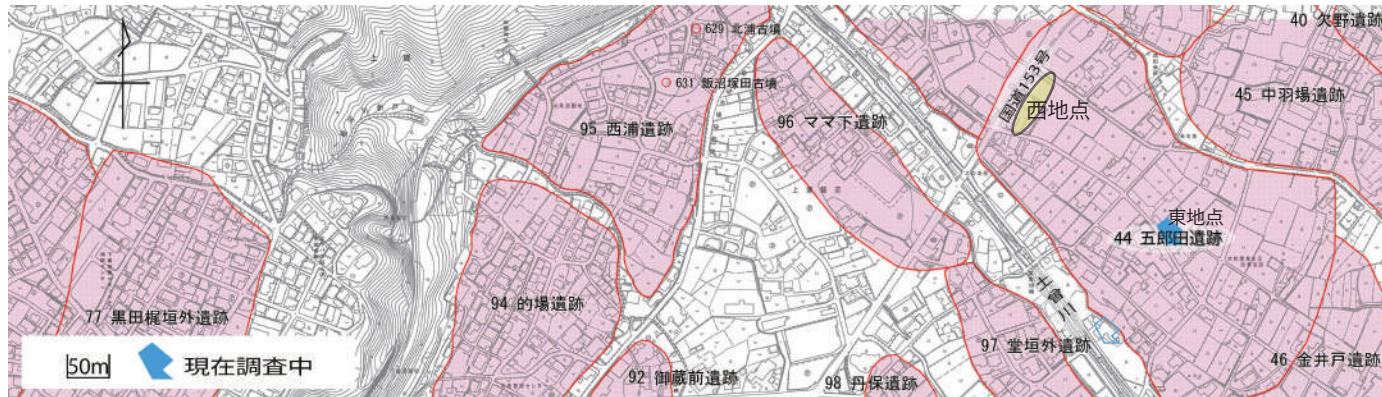 40 欠野遺跡
629 北浦古墳
631 飯沼塚田古墳
国道153号
西地点
45 中羽場遺跡
95 西浦遺跡
96 ママ下遺跡
東地点
44 五郎田遺跡
土曾川
94 的場遺跡
77 黒田梶垣外遺跡
97 堂垣外遺跡
46 金井戸遺跡
92 御蔵前遺跡
98 丹保遺跡
50m
現在調査中